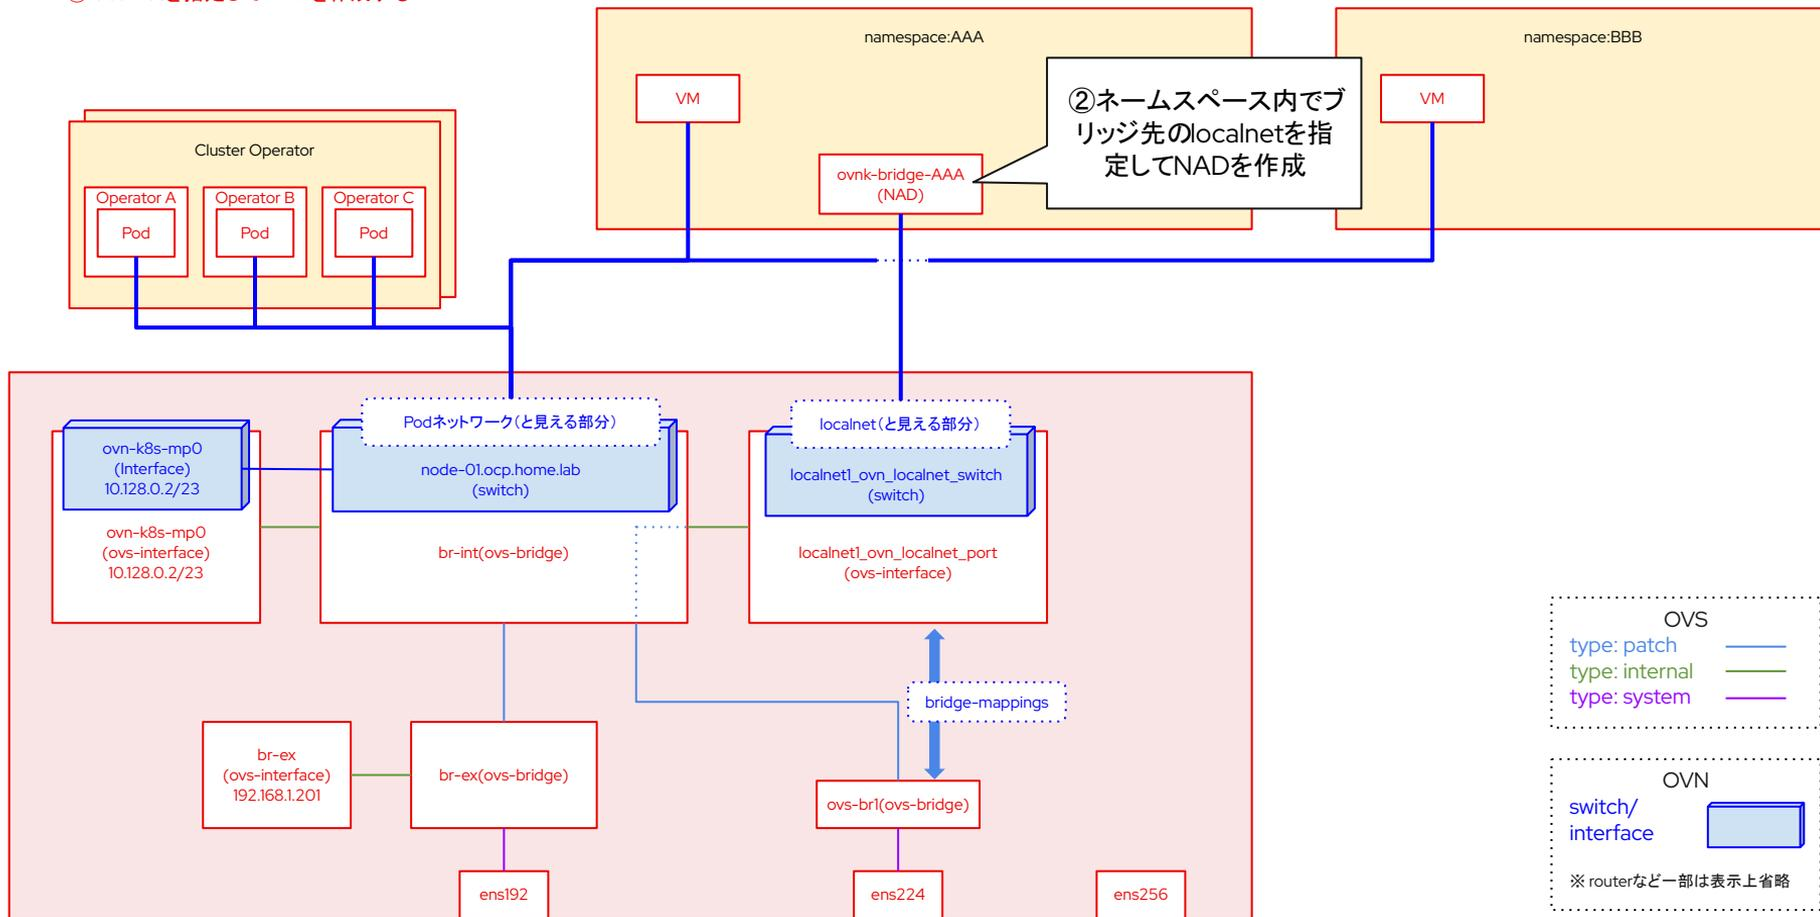 namespace:AAA
namespace:BBB
VM
②ネームスペース内でブ
リッジ先のlocalnetを指
定してNADを作成
VM
Cluster Operator
ovnk-bridge-AAA
(NAD)
Operator A
Operator B
Operator C
Pod
Pod
Pod
Podネットワーク(と見える部分)
localnet(と見える部分)
ovn-k8s-mp0
(Interface)
10.128.0.2/23
node-01.ocp.home.lab
(switch)
localnet1_ovn_localnet_switch
(switch)
ovn-k8s-mp0
(ovs-interface)
10.128.0.2/23
br-int(ovs-bridge)
localnet1_ovn_localnet_port
(ovs-interface)
OVS
type: patch
type: internal
type: system
bridge-mappings
br-ex
(ovs-interface)
192.168.1.201
br-ex(ovs-bridge)
ovs-br1(ovs-bridge)
OVN
switch/
interface
※ routerなど一部は表示上省略
ens192
ens224
ens256